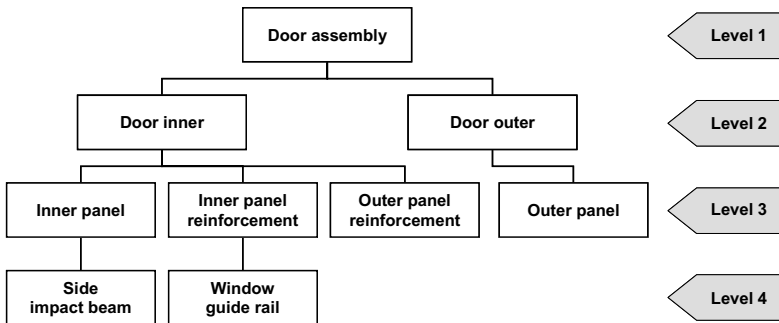 Door assembly
Level 1
Door inner
Door outer
Level 2
Inner panel
Inner panel
reinforcement
Outer panel
reinforcement
Outer panel
Level 3
Side
impact beam
Window
guide rail
Level 4